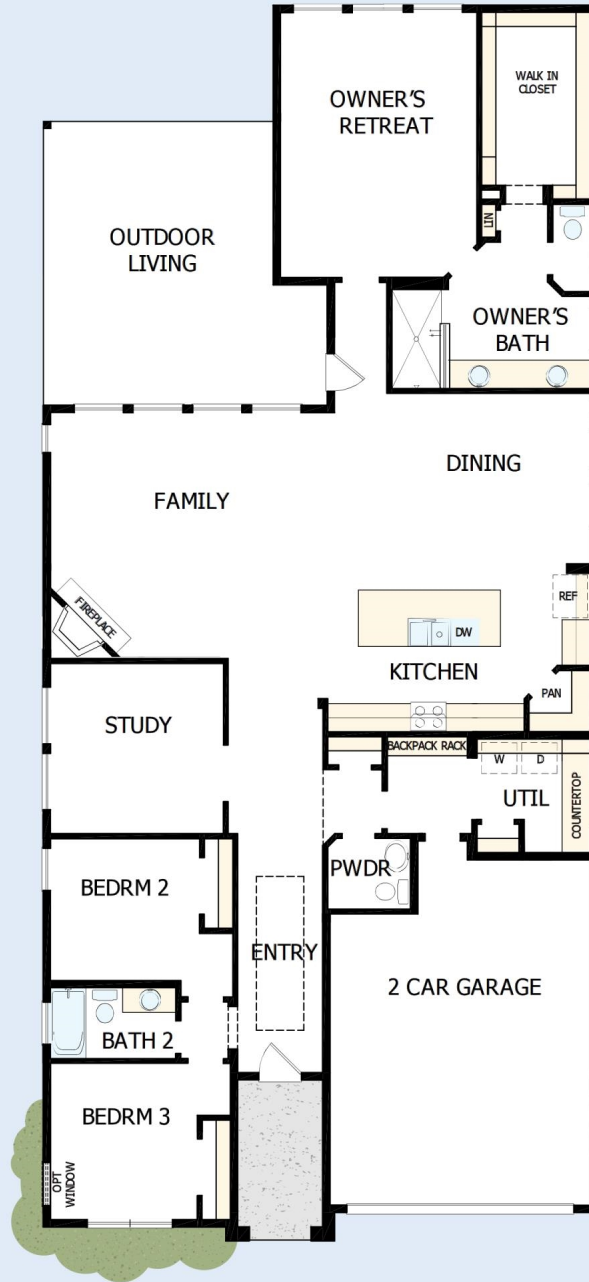 OWNER'S
RETREAT
WALK IN
CLOSET
OUTDOOR
LIVING
LIN
OWNER'S
BATH
DINING
FAMILY
FIREPLACE
REF
DW
KITCHEN
PAN
STUDY
BACKPACK RACK
W
D
UTIL
COUNTERTOP
PWDR
BEDRM 2
ENTRY
2 CAR GARAGE
BATH 2
BEDRM 3
OPT
WINDOW